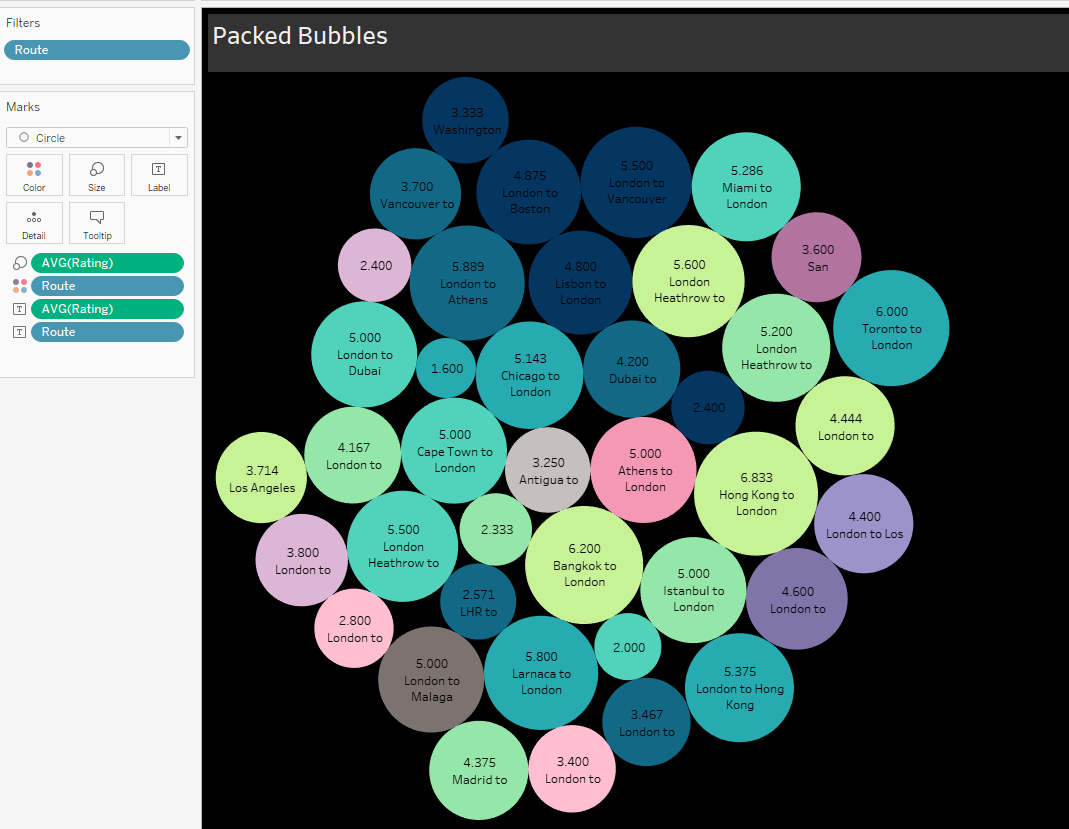 Filters
Route
Marks
Circle
Color
Size
Label
Detail
Tooltip
AVG(Rating)
Route
AVG(Rating)
Route
Packed Bubbles
3.333
Washington
3.700
Vancouver to
4.875
London to
Boston
5.500
London to
Vancouver
5.286
Miami to
London
2.400
5.889
London to
Athens
4.800
Lisbon to
London
5.600
London
Heathrow to
3.600
San
5.000
London to
Dubai
1.600
5.143
Chicago to
London
4.200
Dubai to
5.200
London
Heathrow to
6.000
Toronto to
London
2.400
4.444
London to
3.714
Los Angeles
4.167
London to
5.000
Cape Town to
London
3.250
Antigua to
5.000
Athens to
London
6.833
Hong Kong to
London
4.400
London to Los
3.800
London to
5.500
London
Heathrow to
2.333
6.200
Bangkok to
London
5.000
Istanbul to
London
4.600
London to
2.800
London to
2.571
LHR to
5.000
London to
Malaga
5.800
Larnaca to
London
2.000
5.375
London to Hong
Kong
3.467
London to
4.375
Madrid to
3.400
London to